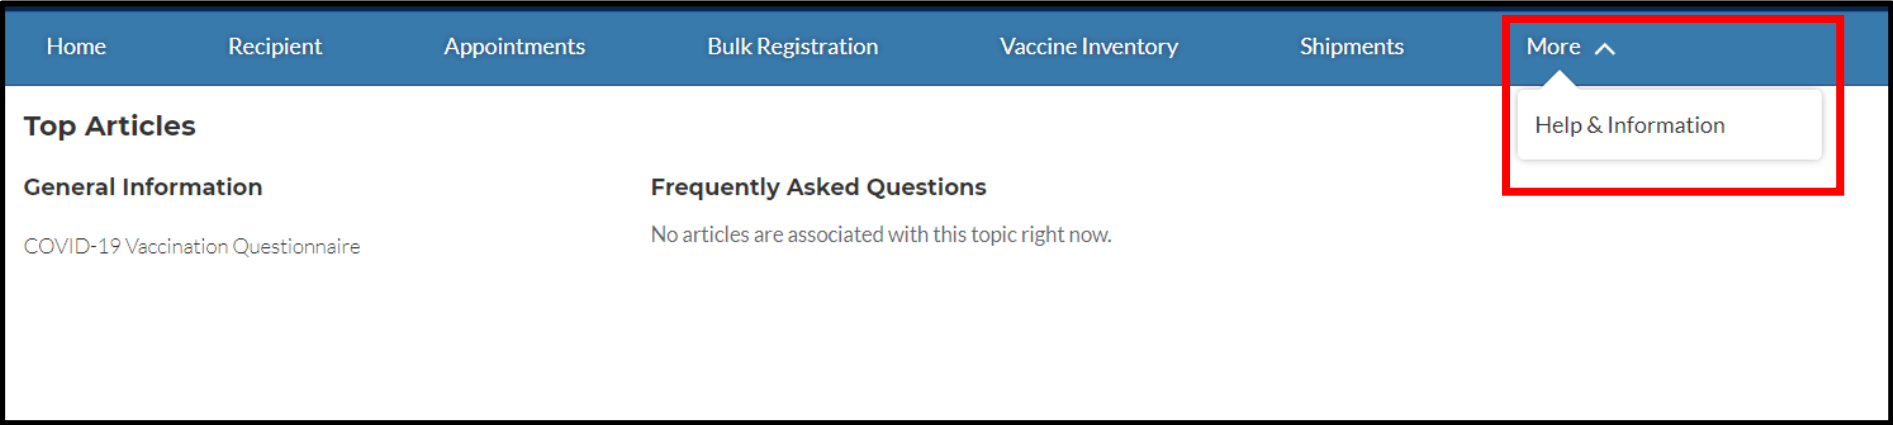 Home Recipient Appointments Bulk Registration Vaccine Inventory Shipments More
Help & Information
Top Articles
General Information
COVID-19 Vaccination Questionnaire
Frequently Asked Questions
No articles are associated with this topic right now.